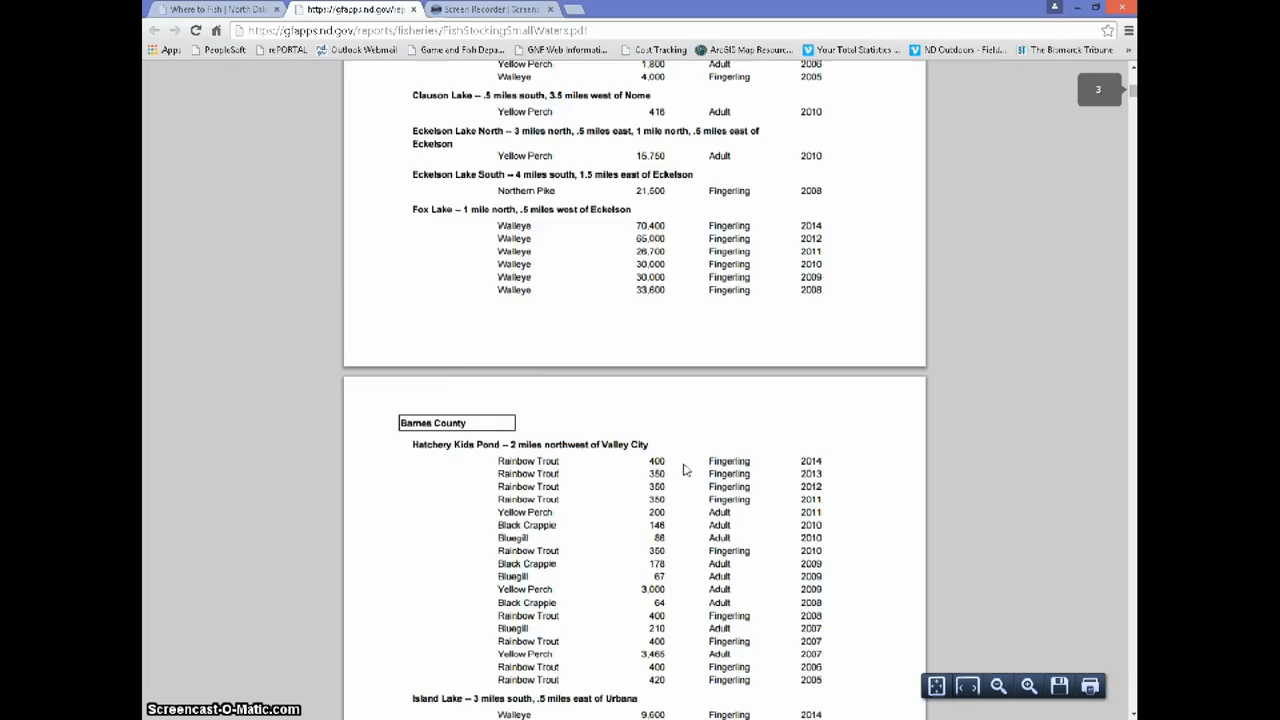 Where to Fish | North Dak
https://gfapps.nd.gov/rep
Screen Recorder | Screenc
https://gfapps.nd.gov/reports/fisheries/FishStockingSmallWaters.pdf
Apps PeopleSoft rePORTAL Outlook Webmail Game and Fish Depa... GNF Web Informati... Cost Tracking ArcGIS Map Resourc... Your Total Statistics ... ND Outdoors - Field... The Bismarck Tribune »
Yellow Perch 1,800 Adult 2006
Walleye 4,000 Fingerling 2005
3
Clauson Lake -- .5 miles south, 3.5 miles west of Nome
Yellow Perch 416 Adult 2010
Eckelson Lake North -- 3 miles north, .5 miles east, 1 mile north, .5 miles east of
Eckelson
Yellow Perch 15,750 Adult 2010
Eckelson Lake South -- 4 miles south, 1.5 miles east of Eckelson
Northern Pike 21,500 Fingerling 2008
Fox Lake -- 1 mile north, .5 miles west of Eckelson
Walleye 70,400 Fingerling 2014
Walleye 65,000 Fingerling 2012
Walleye 26,700 Fingerling 2011
Walleye 30,000 Fingerling 2010
Walleye 30,000 Fingerling 2009
Walleye 33,600 Fingerling 2008
Barnes County
Hatchery Kids Pond -- 2 miles northwest of Valley City
Rainbow Trout 400 Fingerling 2014
Rainbow Trout 350 Fingerling 2013
Rainbow Trout 350 Fingerling 2012
Rainbow Trout 350 Fingerling 2011
Yellow Perch 200 Adult 2011
Black Crappie 146 Adult 2010
Bluegill 86 Adult 2010
Rainbow Trout 350 Fingerling 2010
Black Crappie 178 Adult 2009
Bluegill 67 Adult 2009
Yellow Perch 3,000 Adult 2009
Black Crappie 64 Adult 2008
Rainbow Trout 400 Fingerling 2008
Bluegill 210 Adult 2007
Rainbow Trout 400 Fingerling 2007
Yellow Perch 3,465 Adult 2007
Rainbow Trout 400 Fingerling 2006
Rainbow Trout 420 Fingerling 2005
Island Lake -- 3 miles south, .5 miles east of Urbana
Walleye 9,600 Fingerling 2014
Screencast-O-Matic.com